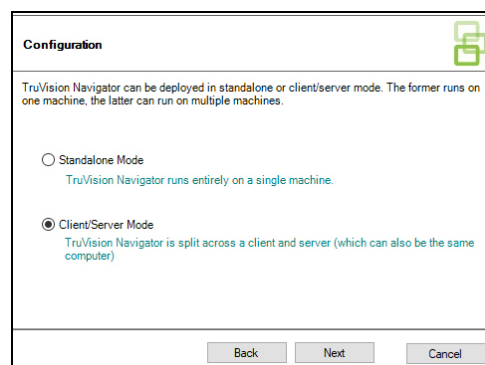 Configuration
TruVision Navigator can be deployed in standalone or client/server mode. The former runs on
one machine, the latter can run on multiple machines.
Standalone Mode
TruVision Navigator runs entirely on a single machine.
Client/Server Mode
TruVision Navigator is split across a client and server (which can also be the same
computer)
Back Next Cancel